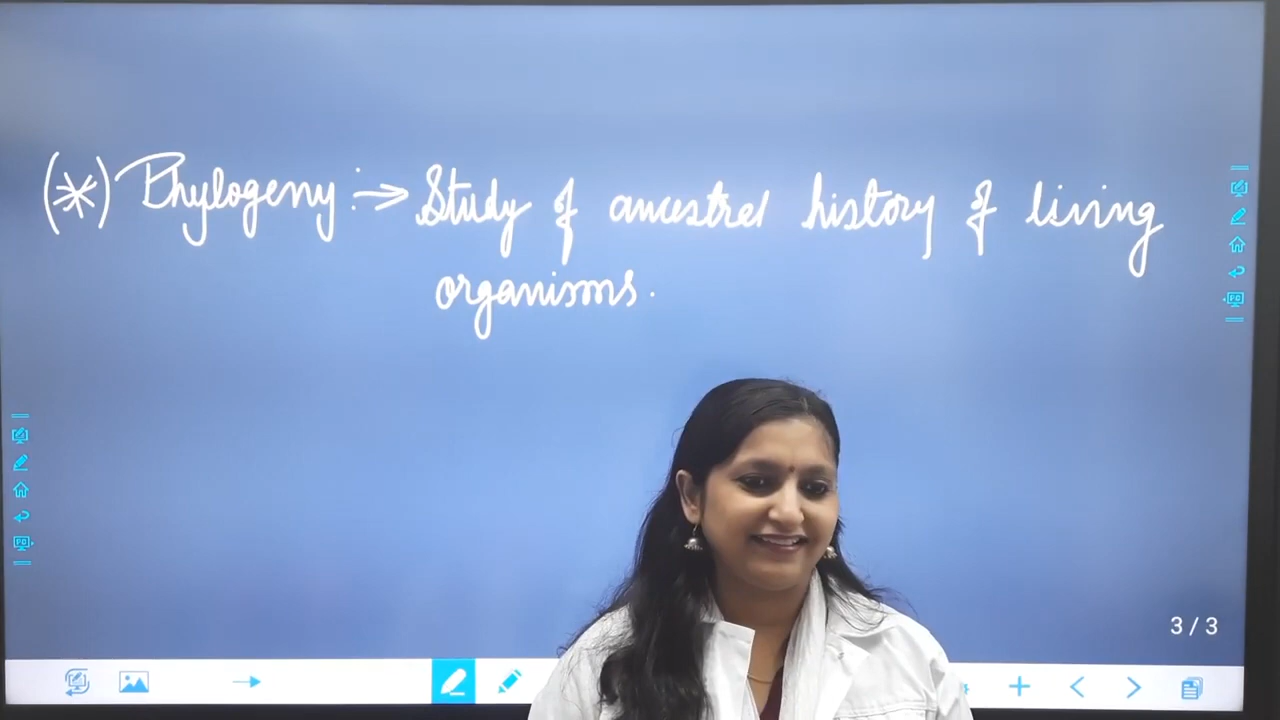 (*) Phylogeny :→ Study of ancestral history of living
organisms.
3 / 3